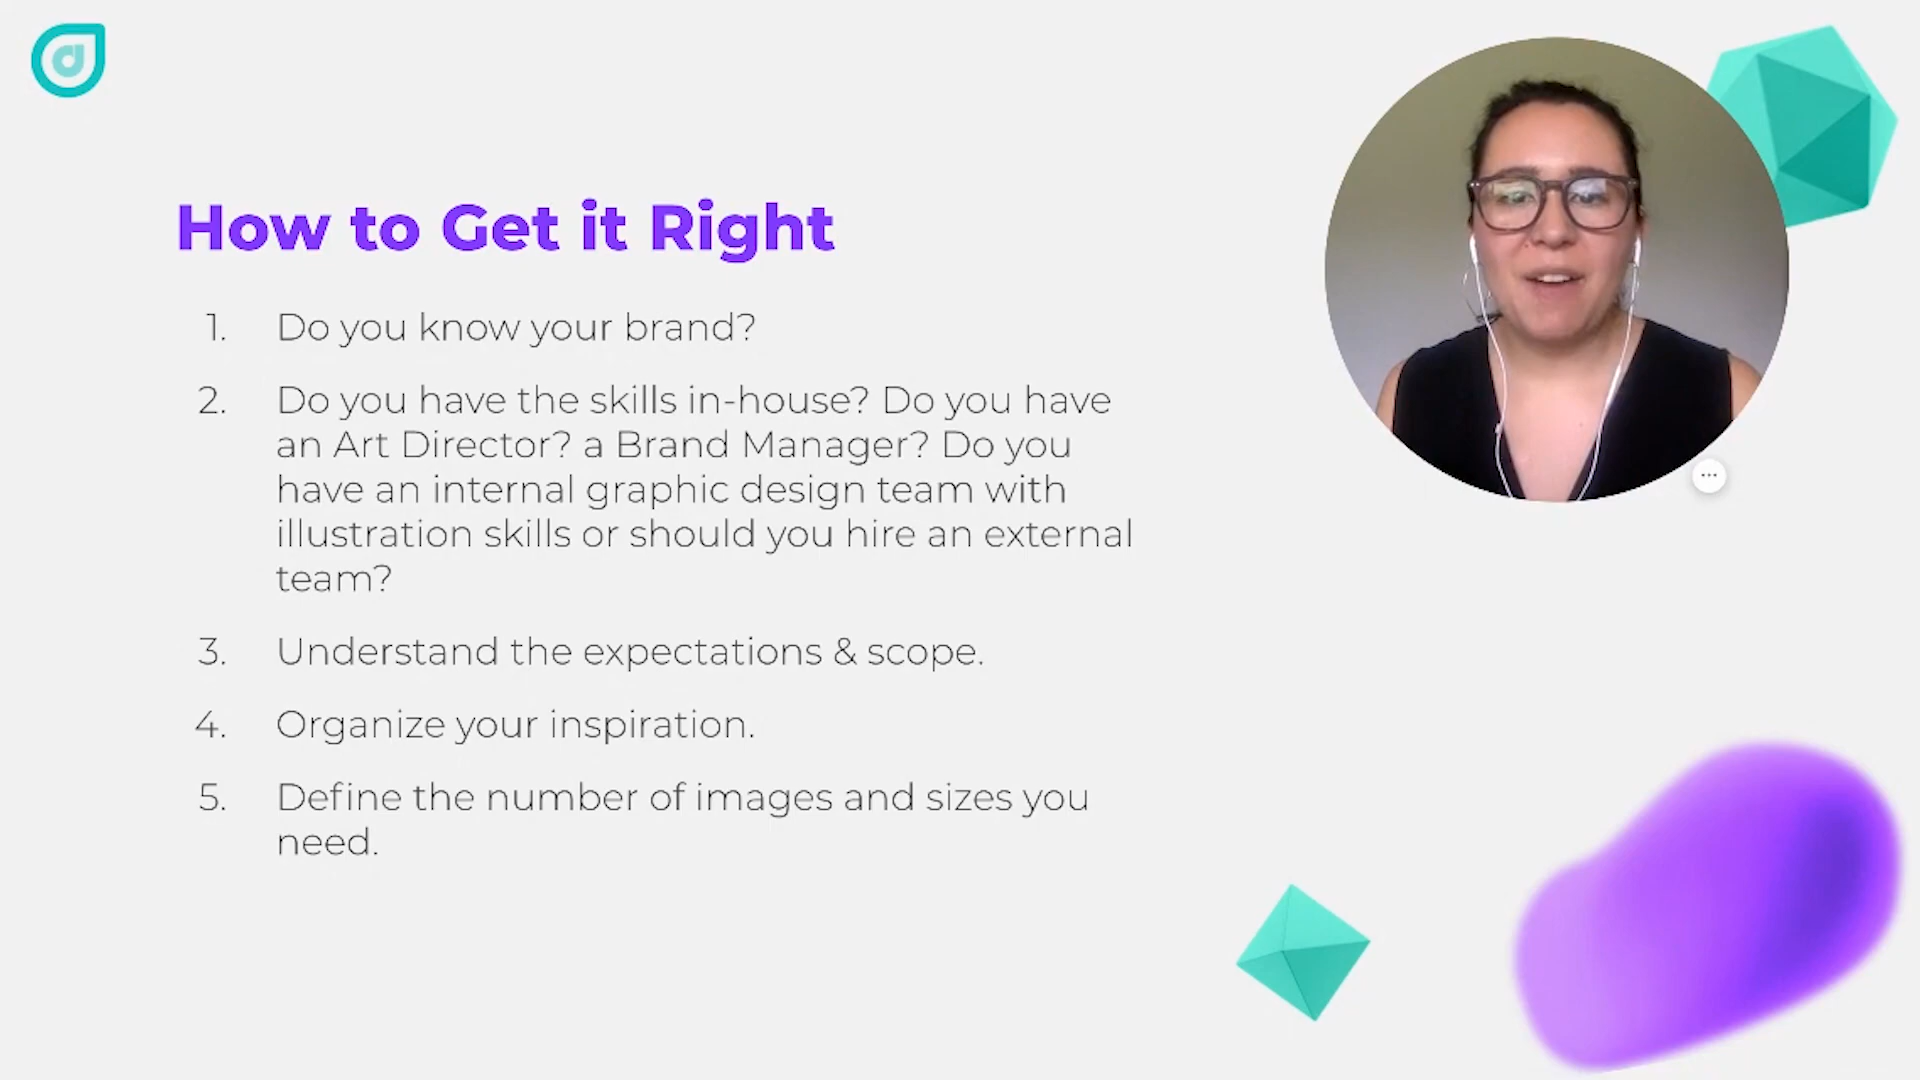 How to Get it Right
1. Do you know your brand?
2. Do you have the skills in-house? Do you have
an Art Director? a Brand Manager? Do you
have an internal graphic design team with
illustration skills or should you hire an external
team?
3. Understand the expectations & scope.
4. Organize your inspiration.
5. Define the number of images and sizes you
need.